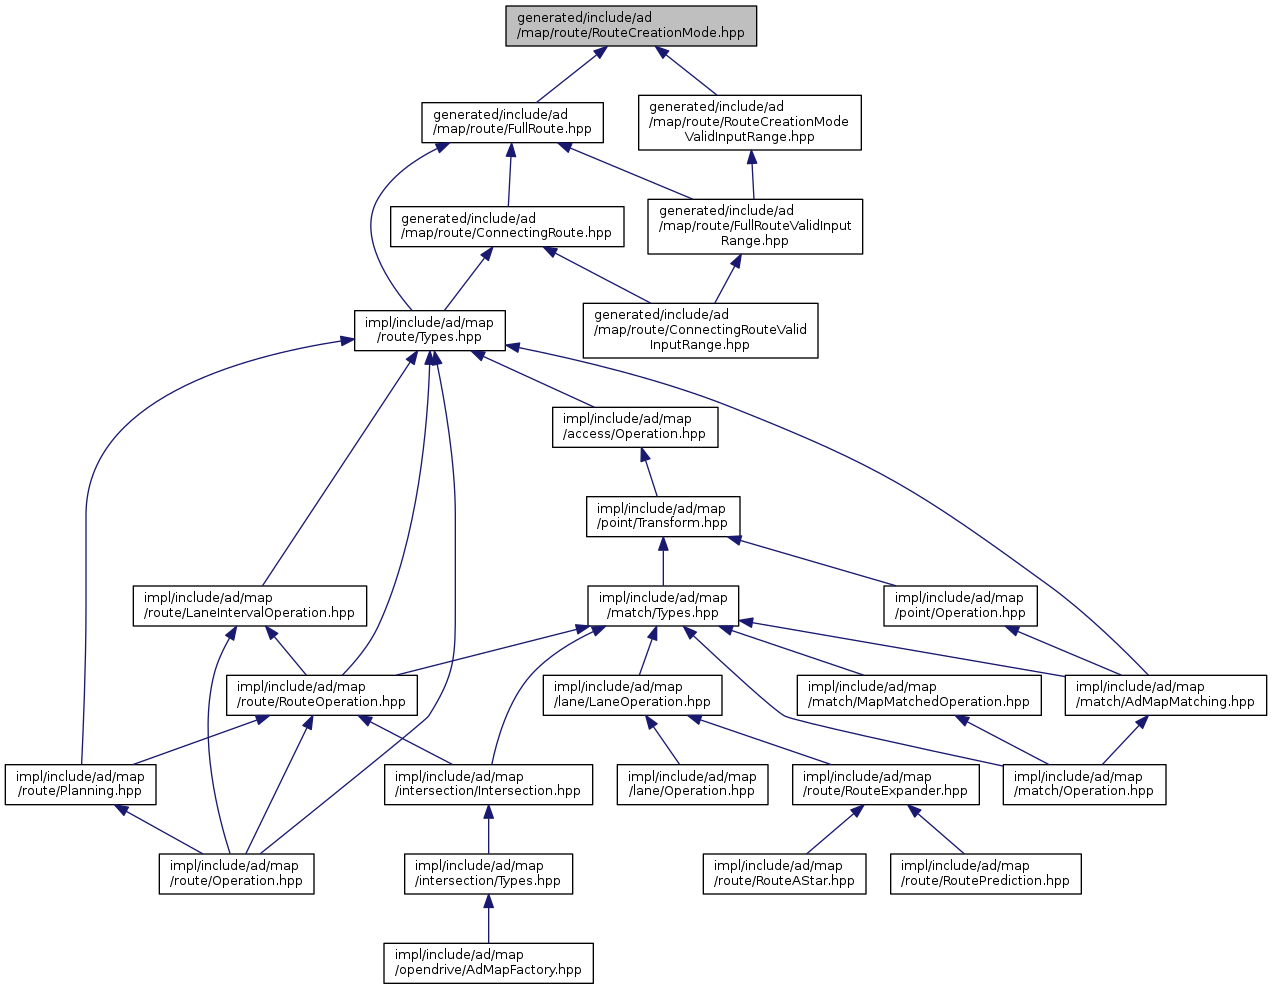 generated/include/ad
/map/route/RouteCreationMode.hpp
generated/include/ad
/map/route/FullRoute.hpp
generated/include/ad
/map/route/RouteCreationMode
ValidInputRange.hpp
generated/include/ad
/map/route/ConnectingRoute.hpp
generated/include/ad
/map/route/FullRouteValidInput
Range.hpp
generated/include/ad
/map/route/ConnectingRouteValid
InputRange.hpp
impl/include/ad/map
/route/Types.hpp
impl/include/ad/map
/access/Operation.hpp
impl/include/ad/map
/point/Transform.hpp
impl/include/ad/map
/route/LaneIntervalOperation.hpp
impl/include/ad/map
/match/Types.hpp
impl/include/ad/map
/point/Operation.hpp
impl/include/ad/map
/route/RouteOperation.hpp
impl/include/ad/map
/lane/LaneOperation.hpp
impl/include/ad/map
/match/MapMatchedOperation.hpp
impl/include/ad/map
/match/AdMapMatching.hpp
impl/include/ad/map
/route/Planning.hpp
impl/include/ad/map
/intersection/Intersection.hpp
impl/include/ad/map
/lane/Operation.hpp
impl/include/ad/map
/route/RouteExpander.hpp
impl/include/ad/map
/match/Operation.hpp
impl/include/ad/map
/route/Operation.hpp
impl/include/ad/map
/intersection/Types.hpp
impl/include/ad/map
/route/RouteAStar.hpp
impl/include/ad/map
/route/RoutePrediction.hpp
impl/include/ad/map
/opendrive/AdMapFactory.hpp